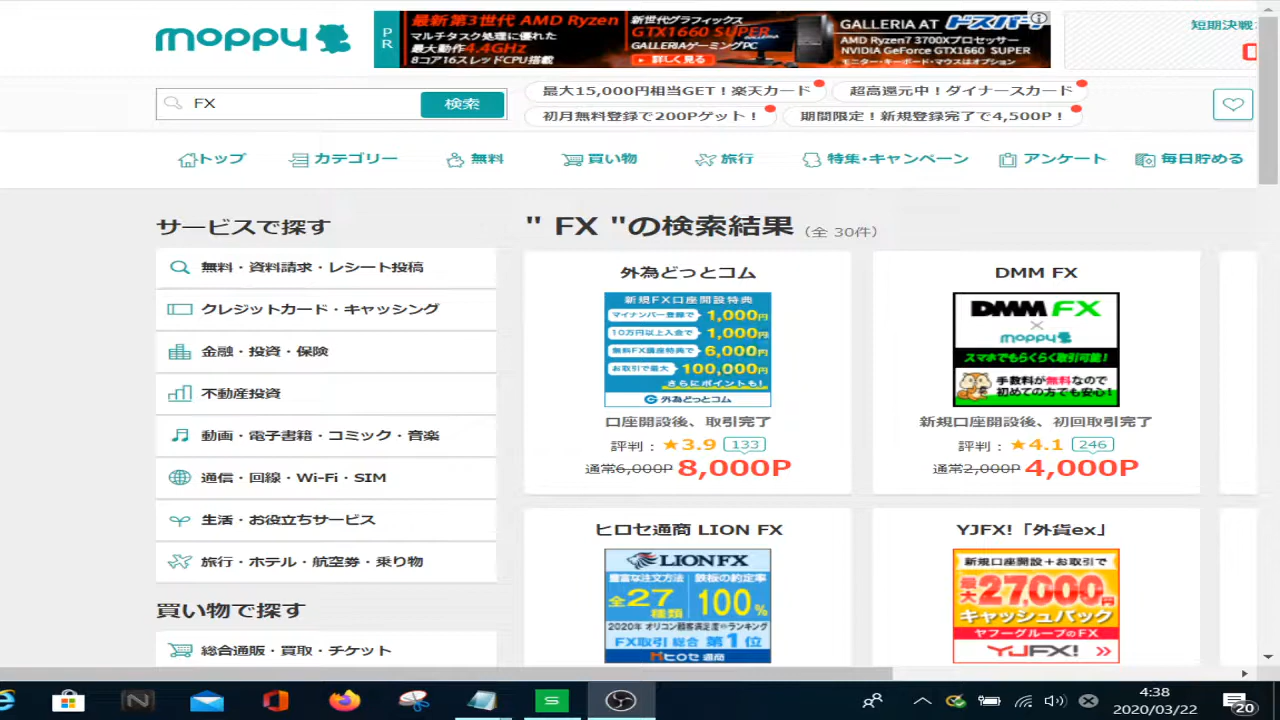 moppy
PR
最新第3世代 AMD Ryzen
マルチタスク処理に優れた
最大動作4.4GHz
8コア16スレッドCPU搭載
新世代グラフィックス
GTX1660 SUPER
GALLERIAゲーミングPC
詳しく見る
GALLERIA AT ドスパラ!
AMD Ryzen7 3700Xプロセッサー
NVIDIA GeForce GTX1660 SUPER
モニター・キーボード・マウスはオプション
短期決戦
FX
検索
最大15,000円相当GET！楽天カード
超高還元中！ダイナースカード
初月無料登録で200Pゲット！
期間限定！新規登録完了で4,500P！
トップ
カテゴリー
無料
買い物
旅行
特集・キャンペーン
アンケート
毎日貯める
サービスで探す
無料・資料請求・レシート投稿
クレジットカード・キャッシング
金融・投資・保険
不動産投資
動画・電子書籍・コミック・音楽
通信・回線・Wi-Fi・SIM
生活・お役立ちサービス
旅行・ホテル・航空券・乗り物
買い物で探す
総合通販・買取・チケット
" FX "の検索結果（全 30件）
外為どっとコム
新規FX口座開設特典
マイナンバー登録で 1,000円
10万円以上入金で 1,000円
無料FX講座特典で 6,000円
お取引で最大 100,000円
さらにポイントも！
外為どっとコム
口座開設後、取引完了
評判：★3.9 133
通常6,000P 8,000P
DMM FX
DMM FX
×
moppy
スマホでもらくらく取引可能!
手数料が無料なので
初めての方でも安心!
新規口座開設後、初回取引完了
評判：★4.1 246
通常2,000P 4,000P
ヒロセ通商 LION FX
LION FX
豊富な注文方法
全27種類
鉄板の約定率
100%
2020年 オリコン顧客満足度®ランキング
FX取引 総合 第1位
ヒロセ通商
YJFX!「外貨ex」
新規口座開設+お取引で
最大27,000円
キャッシュバック
ヤフーグループのFX
YJFX! »
4:38
2020/03/22
20